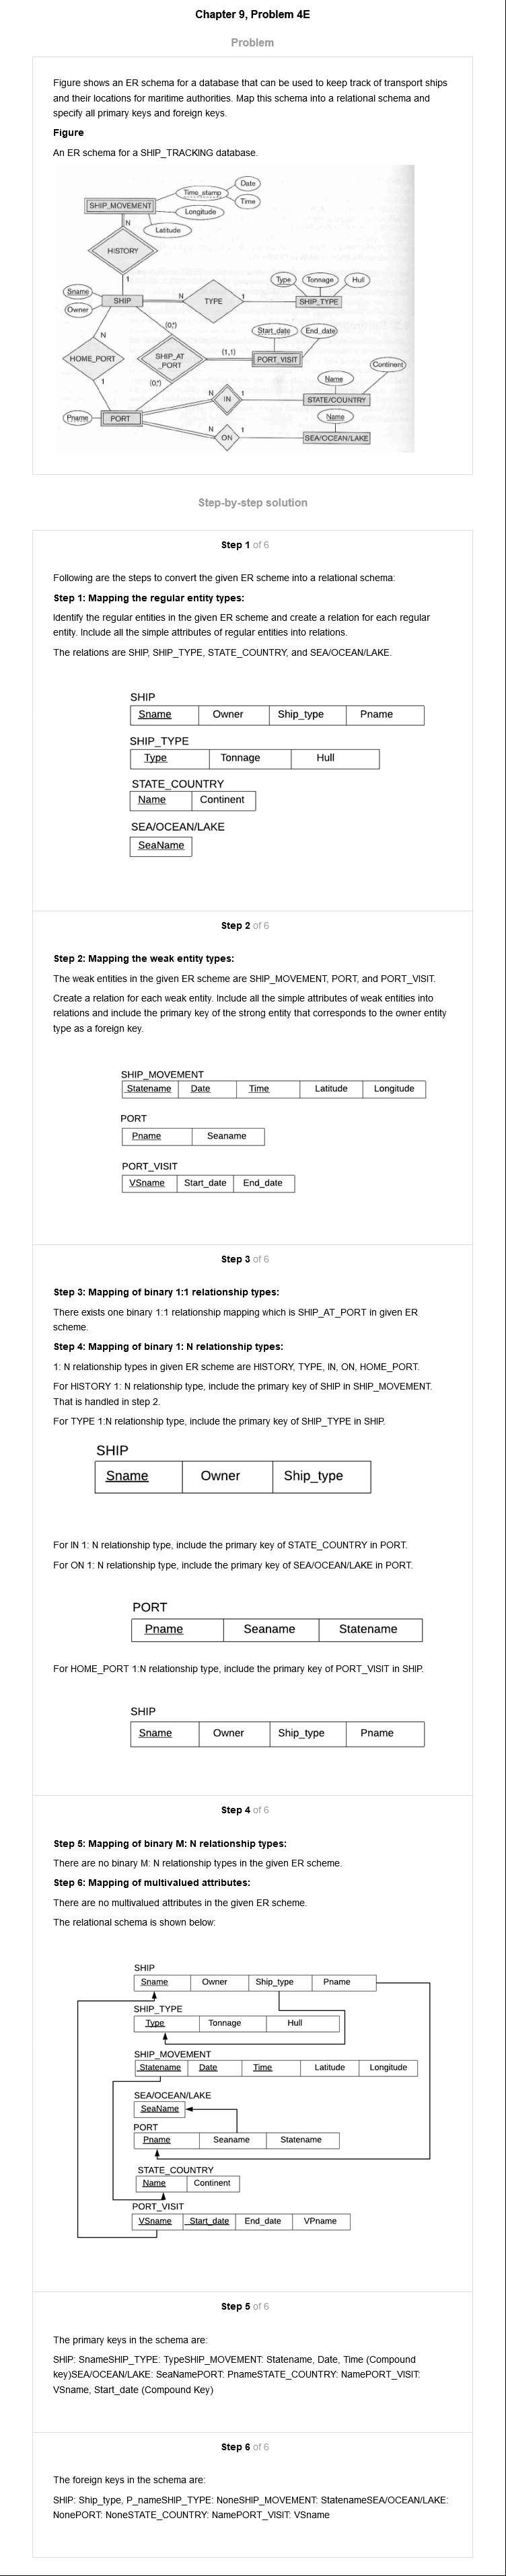 Chapter 9, Problem 4E
Problem
Figure shows an ER schema for a database that can be used to keep track of transport ships
and their locations for maritime authorities. Map this schema into a relational schema and
specify all primary keys and foreign keys.
Figure
An ER schema for a SHIP_TRACKING database.
Date
Time_stamp
SHIP_MOVEMENT
Time
Longitude
N
Latitude
HISTORY
1
Sname
Type
Tonnage
Hull
SHIP
N
TYPE
1
SHIP_TYPE
Owner
(0,*)
Start_date
End_date
N
HOME_PORT
SHIP_AT
_PORT
(1,1)
PORT_VISIT
Continent
1
(0,*)
Name
N
IN
1
STATE/COUNTRY
Pname
PORT
Name
N
ON
1
SEA/OCEAN/LAKE
Step-by-step solution
Step 1 of 6
Following are the steps to convert the given ER scheme into a relational schema:
Step 1: Mapping the regular entity types:
Identify the regular entities in the given ER scheme and create a relation for each regular
entity. Include all the simple attributes of regular entities into relations.
The relations are SHIP, SHIP_TYPE, STATE_COUNTRY, and SEA/OCEAN/LAKE.
SHIP
Sname Owner Ship_type Pname
SHIP_TYPE
Type Tonnage Hull
STATE_COUNTRY
Name Continent
SEA/OCEAN/LAKE
SeaName
Step 2 of 6
Step 2: Mapping the weak entity types:
The weak entities in the given ER scheme are SHIP_MOVEMENT, PORT, and PORT_VISIT.
Create a relation for each weak entity. Include all the simple attributes of weak entities into
relations and include the primary key of the strong entity that corresponds to the owner entity
type as a foreign key.
SHIP_MOVEMENT
Statename Date Time Latitude Longitude
PORT
Pname Seaname
PORT_VISIT
VSname Start_date End_date
Step 3 of 6
Step 3: Mapping of binary 1:1 relationship types:
There exists one binary 1:1 relationship mapping which is SHIP_AT_PORT in given ER
scheme.
Step 4: Mapping of binary 1: N relationship types:
1: N relationship types in given ER scheme are HISTORY, TYPE, IN, ON, HOME_PORT.
For HISTORY 1: N relationship type, include the primary key of SHIP in SHIP_MOVEMENT.
That is handled in step 2.
For TYPE 1:N relationship type, include the primary key of SHIP_TYPE in SHIP.
SHIP
Sname Owner Ship_type
For IN 1: N relationship type, include the primary key of STATE_COUNTRY in PORT.
For ON 1: N relationship type, include the primary key of SEA/OCEAN/LAKE in PORT.
PORT
Pname Seaname Statename
For HOME_PORT 1:N relationship type, include the primary key of PORT_VISIT in SHIP.
SHIP
Sname Owner Ship_type Pname
Step 4 of 6
Step 5: Mapping of binary M: N relationship types:
There are no binary M: N relationship types in the given ER scheme.
Step 6: Mapping of multivalued attributes:
There are no multivalued attributes in the given ER scheme.
The relational schema is shown below:
SHIP
Sname Owner Ship_type Pname
SHIP_TYPE
Type Tonnage Hull
SHIP_MOVEMENT
Statename Date Time Latitude Longitude
SEA/OCEAN/LAKE
SeaName
PORT
Pname Seaname Statename
STATE_COUNTRY
Name Continent
PORT_VISIT
VSname Start_date End_date VPname
Step 5 of 6
The primary keys in the schema are:
SHIP: SnameSHIP_TYPE: TypeSHIP_MOVEMENT: Statename, Date, Time (Compound
key)SEA/OCEAN/LAKE: SeaNamePORT: PnameSTATE_COUNTRY: NamePORT_VISIT:
VSname, Start_date (Compound Key)
Step 6 of 6
The foreign keys in the schema are:
SHIP: Ship_type, P_nameSHIP_TYPE: NoneSHIP_MOVEMENT: StatenameSEA/OCEAN/LAKE:
NonePORT: NoneSTATE_COUNTRY: NamePORT_VISIT: VSname